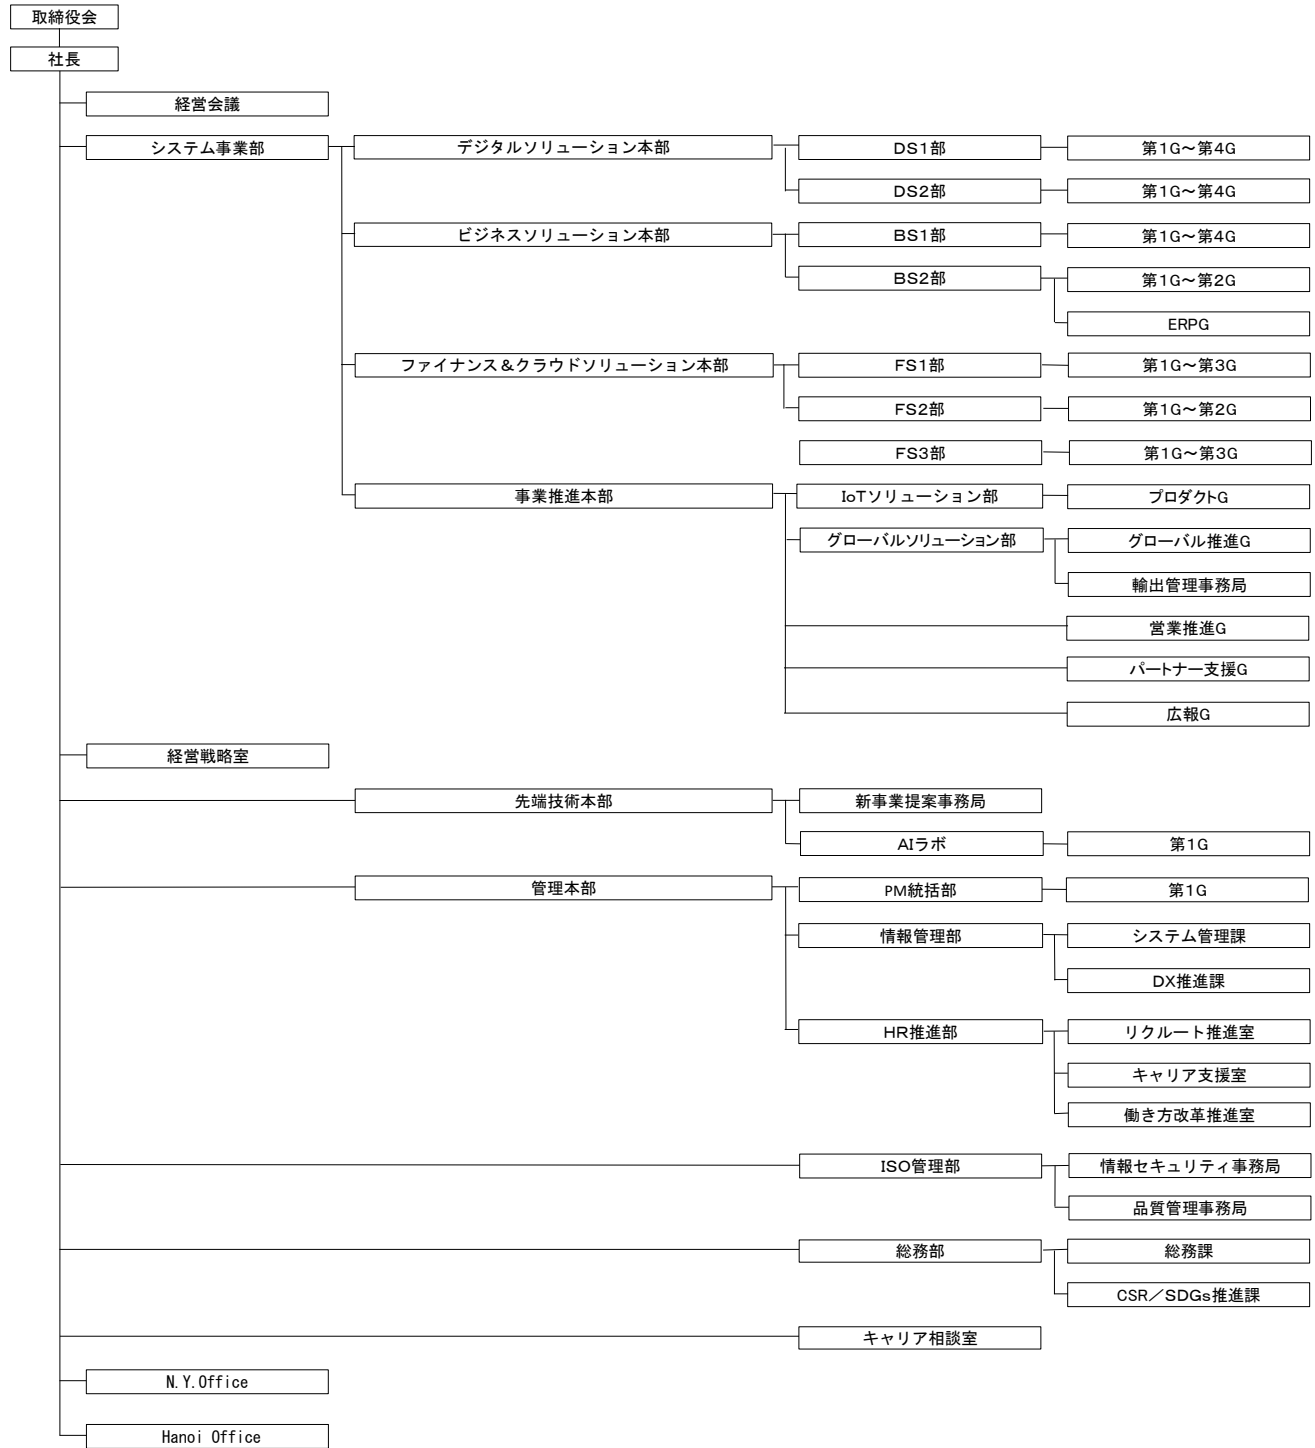 取締役会
社長
経営会議
システム事業部 デジタルソリューション本部 DS1部 第1G～第4G
DS2部 第1G～第4G
ビジネスソリューション本部 BS1部 第1G～第4G
BS2部 第1G～第2G
ERPG
ファイナンス＆クラウドソリューション本部 FS1部 第1G～第3G
FS2部 第1G～第2G
FS3部 第1G～第3G
事業推進本部 IoTソリューション部 プロダクトG
グローバルソリューション部 グローバル推進G
輸出管理事務局
営業推進G
パートナー支援G
広報G
経営戦略室
先端技術本部 新事業提案事務局
AIラボ 第1G
管理本部 PM統括部 第1G
情報管理部 システム管理課
DX推進課
HR推進部 リクルート推進室
キャリア支援室
働き方改革推進室
ISO管理部 情報セキュリティ事務局
品質管理事務局
総務部 総務課
CSR／SDGs推進課
キャリア相談室
N.Y.Office
Hanoi Office